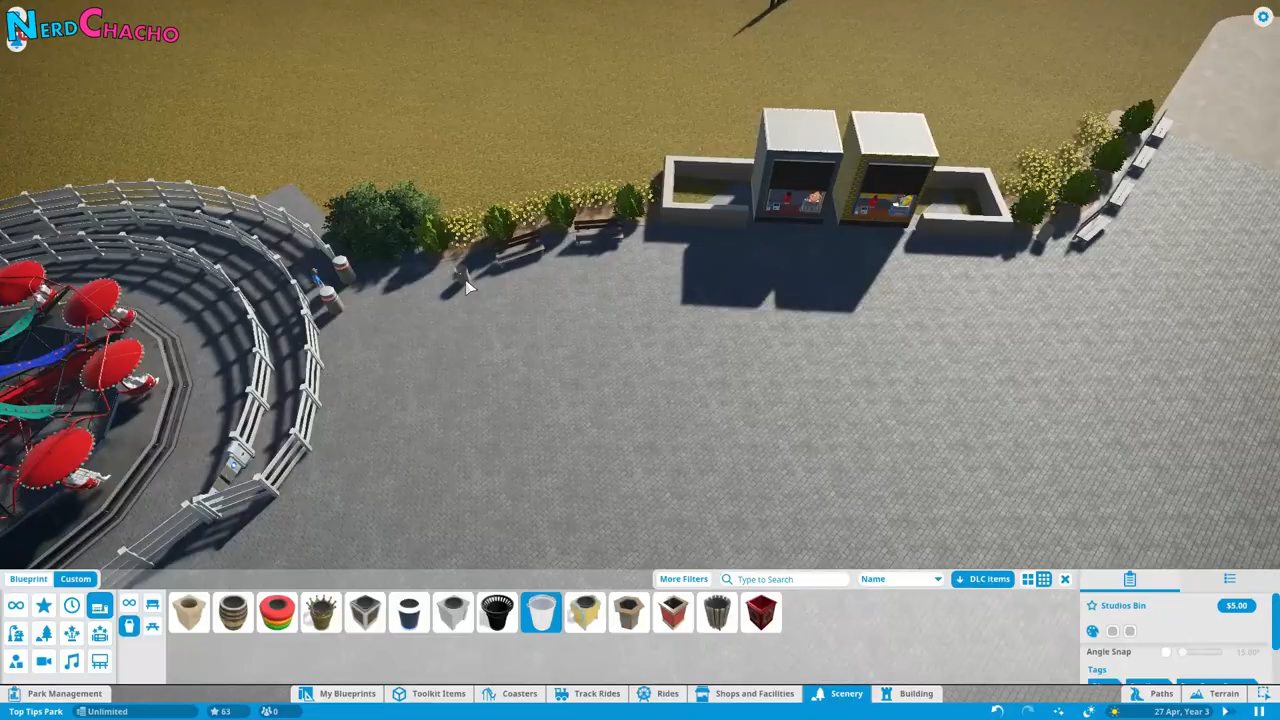 NERDCHACHO
Blueprint
Custom
More Filters
Type to Search
Name
DLC items
Studios Bin
$5.00
Angle Snap
15.00°
Tags
Park Management
My Blueprints
Toolkit Items
Coasters
Track Rides
Rides
Shops and Facilities
Scenery
Building
Paths
Terrain
Top Tips Park
Unlimited
63
0
27 Apr, Year 3